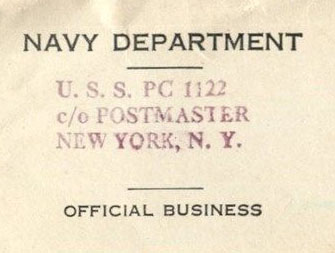 NAVY DEPARTMENT
U. S. S. PC 1122
c/o POSTMASTER
NEW YORK, N. Y.
OFFICIAL BUSINESS